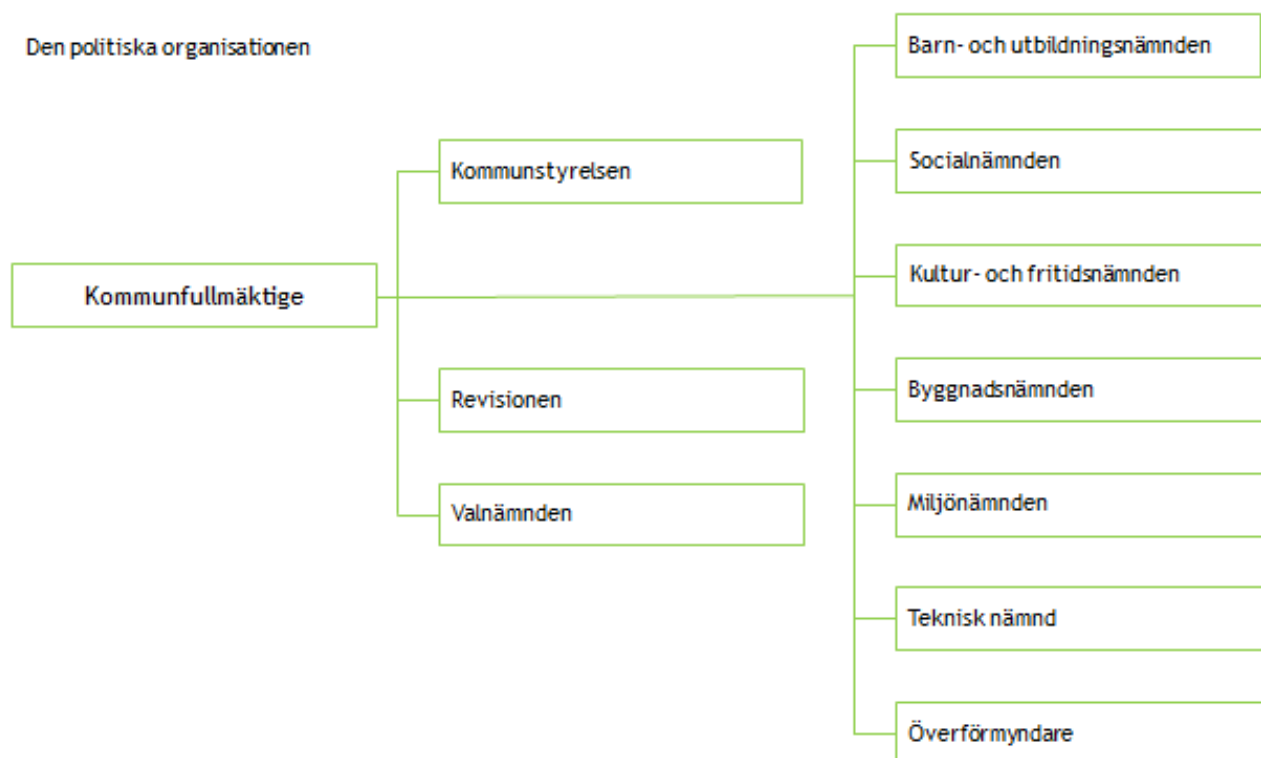 Den politiska organisationen
Kommunfullmäktige
Kommunstyrelsen
Revisionen
Valnämnden
Barn- och utbildningsnämnden
Socialnämnden
Kultur- och fritidsnämnden
Byggnadsnämnden
Miljönämnden
Teknisk nämnd
Överförmyndare